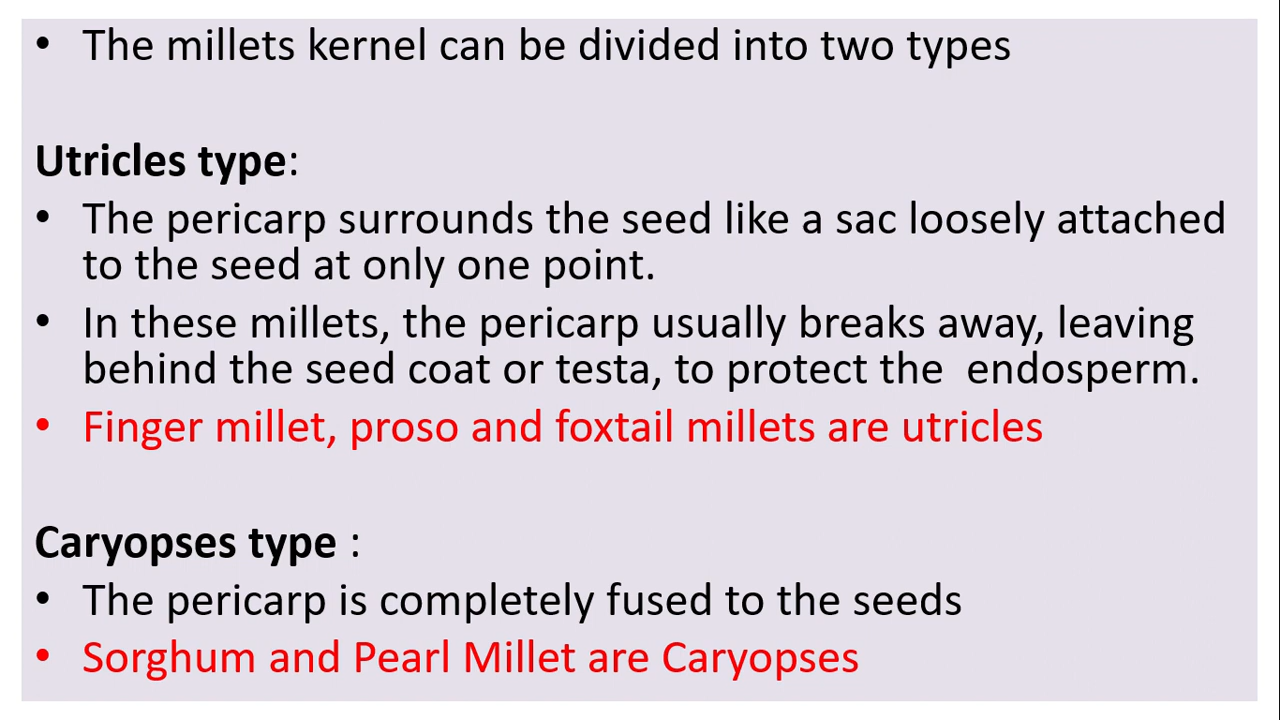 • The millets kernel can be divided into two types
Utricles type:
• The pericarp surrounds the seed like a sac loosely attached
to the seed at only one point.
• In these millets, the pericarp usually breaks away, leaving
behind the seed coat or testa, to protect the  endosperm.
• Finger millet, proso and foxtail millets are utricles
Caryopses type :
• The pericarp is completely fused to the seeds
• Sorghum and Pearl Millet are Caryopses